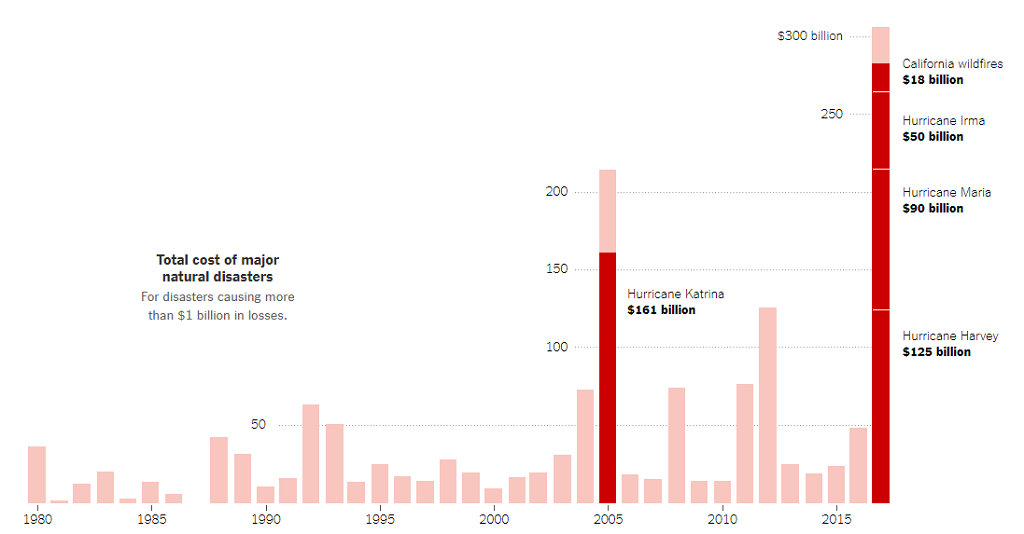 $300 billion
California wildfires
$18 billion
250
Hurricane Irma
$50 billion
200
Hurricane Maria
$90 billion
Total cost of major
natural disasters
For disasters causing more
than $1 billion in losses.
150
Hurricane Katrina
$161 billion
100
Hurricane Harvey
$125 billion
50
1980 1985 1990 1995 2000 2005 2010 2015